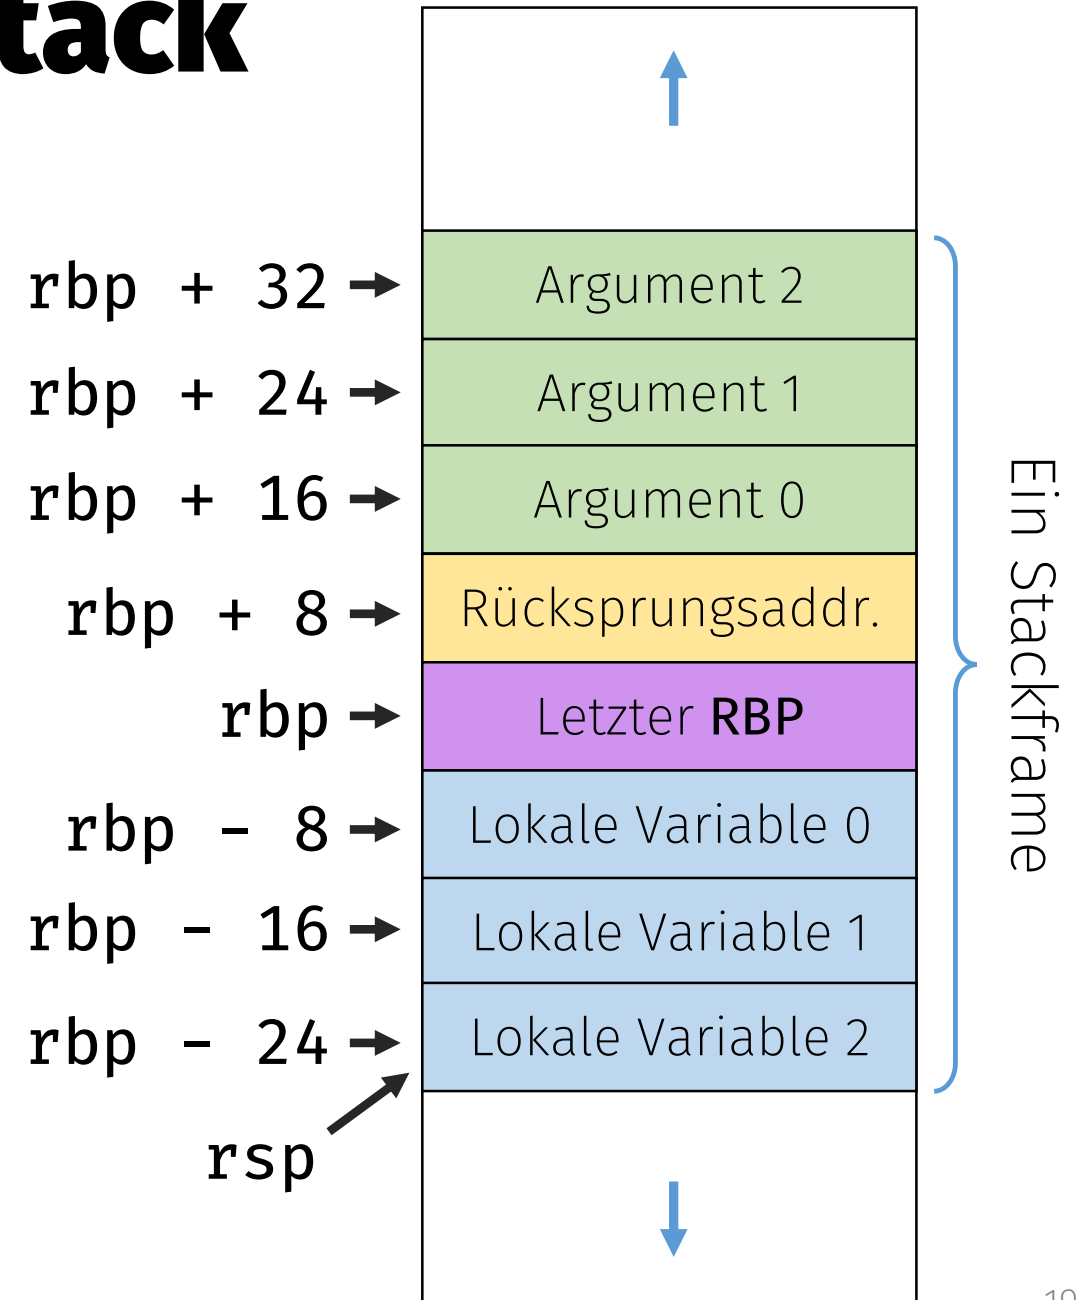 tack
rbp + 32
Argument 2
rbp + 24
Argument 1
rbp + 16
Argument 0
rbp + 8
Rücksprungsaddr.
rbp
Letzter RBP
rbp - 8
Lokale Variable 0
rbp - 16
Lokale Variable 1
rbp - 24
Lokale Variable 2
rsp
Ein Stackframe